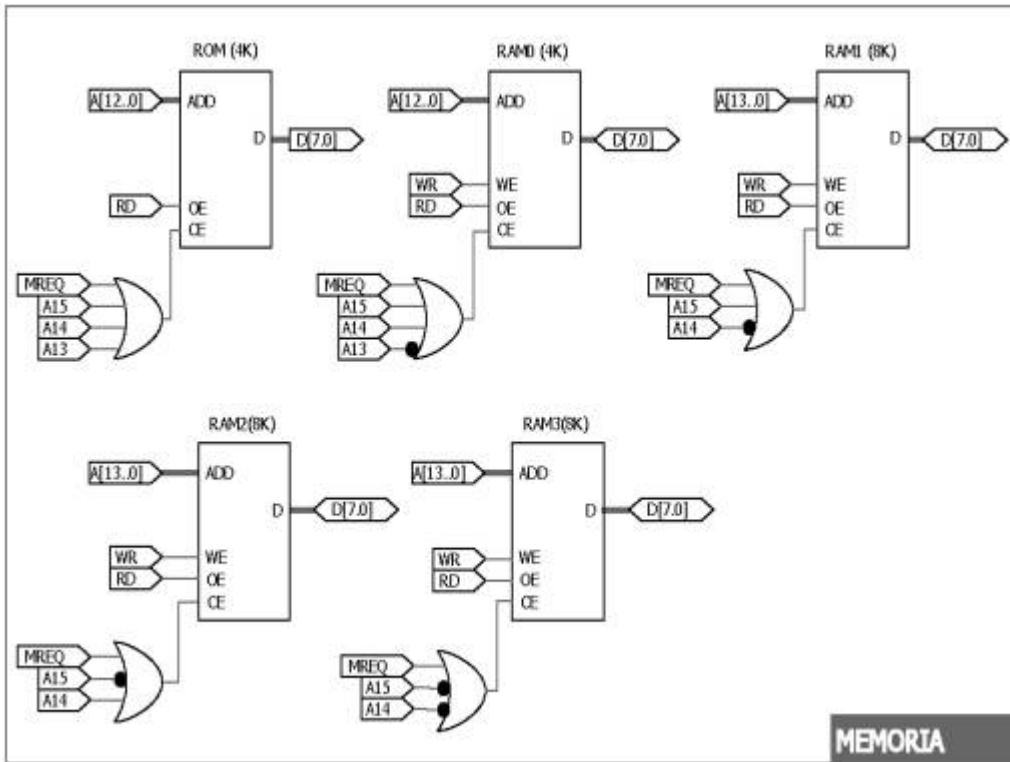 ROM (4K)
A[12..0]
ADD
D
D[7.0]
RD
OE
CE
MREQ
A15
A14
A13
RAM0 (4K)
A[12..0]
ADD
D
D[7.0]
WR
WE
RD
OE
CE
MREQ
A15
A14
A13
RAM1 (8K)
A[13..0]
ADD
D
D[7.0]
WR
WE
RD
OE
CE
MREQ
A15
A14
RAM2(8K)
A[13..0]
ADD
D
D[7.0]
WR
WE
RD
OE
CE
MREQ
A15
A14
RAM3(8K)
A[13..0]
ADD
D
D[7.0]
WR
WE
RD
OE
CE
MREQ
A15
A14
MEMORIA